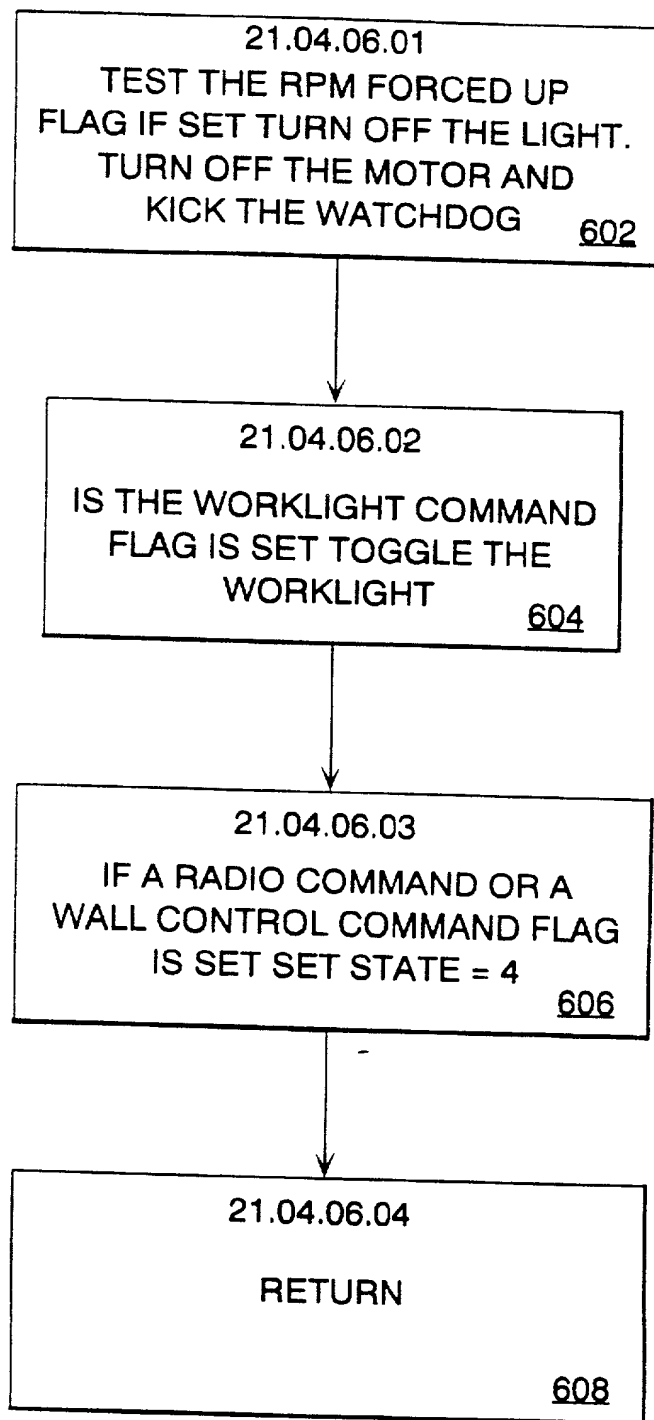 21.04.06.01
TEST THE RPM FORCED UP
FLAG IF SET TURN OFF THE LIGHT.
TURN OFF THE MOTOR AND
KICK THE WATCHDOG
602
21.04.06.02
IS THE WORKLIGHT COMMAND
FLAG IS SET TOGGLE THE
WORKLIGHT
604
21.04.06.03
IF A RADIO COMMAND OR A
WALL CONTROL COMMAND FLAG
IS SET SET STATE = 4
606
21.04.06.04
RETURN
608